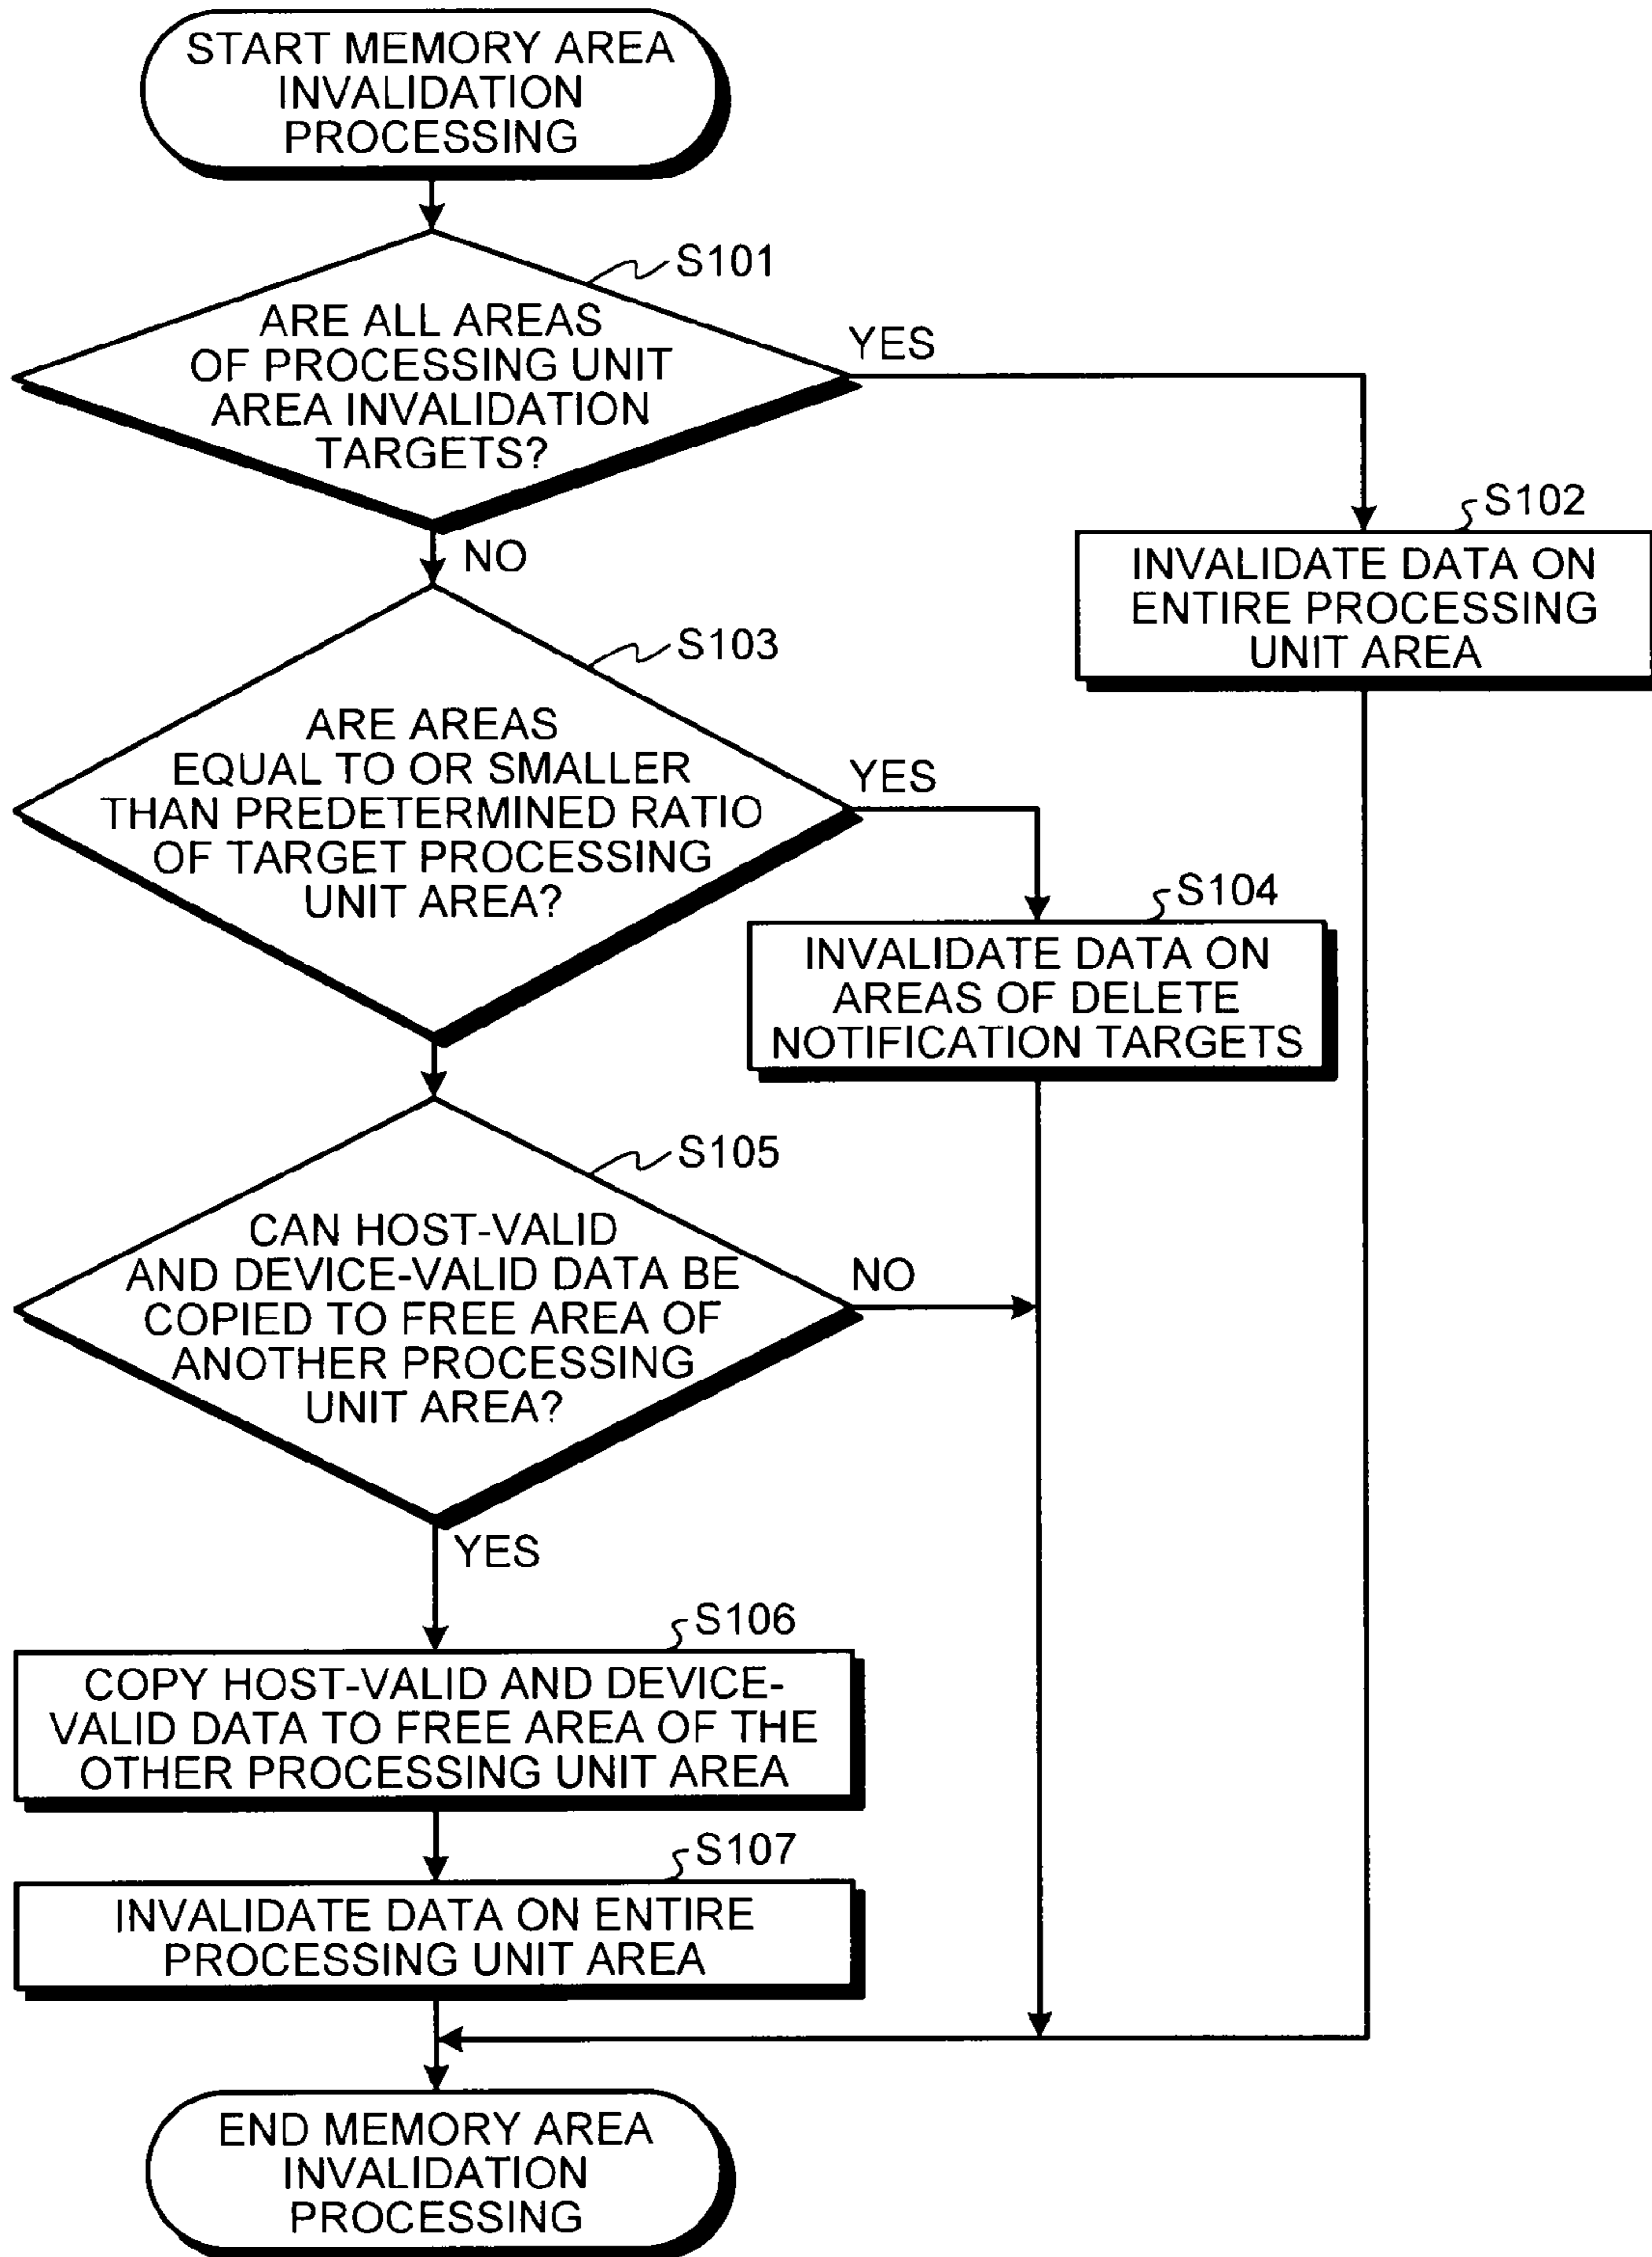 START MEMORY AREA
INVALIDATION
PROCESSING
S101
ARE ALL AREAS
OF PROCESSING UNIT
AREA INVALIDATION
TARGETS?
YES
NO
S102
INVALIDATE DATA ON
ENTIRE PROCESSING
UNIT AREA
S103
ARE AREAS
EQUAL TO OR SMALLER
THAN PREDETERMINED RATIO
OF TARGET PROCESSING
UNIT AREA?
YES
S104
INVALIDATE DATA ON
AREAS OF DELETE
NOTIFICATION TARGETS
S105
CAN HOST-VALID
AND DEVICE-VALID DATA BE
COPIED TO FREE AREA OF
ANOTHER PROCESSING
UNIT AREA?
NO
YES
S106
COPY HOST-VALID AND DEVICE-
VALID DATA TO FREE AREA OF THE
OTHER PROCESSING UNIT AREA
S107
INVALIDATE DATA ON ENTIRE
PROCESSING UNIT AREA
END MEMORY AREA
INVALIDATION
PROCESSING